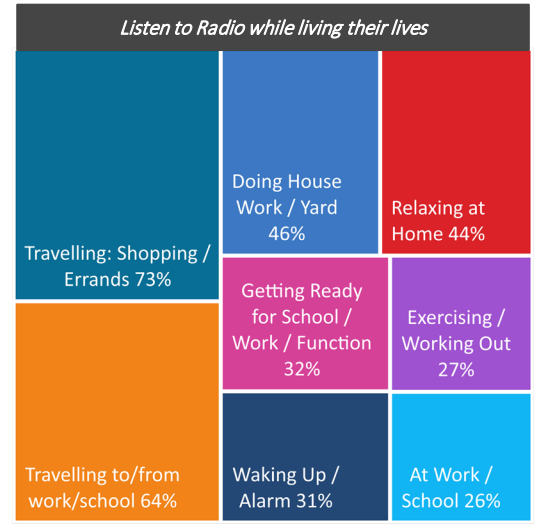 Listen to Radio while living their lives
Travelling: Shopping /
Errands 73%
Doing House
Work / Yard
46%
Relaxing at
Home 44%
Getting Ready
for School /
Work / Function
32%
Exercising /
Working Out
27%
Travelling to/from
work/school 64%
Waking Up /
Alarm 31%
At Work /
School 26%